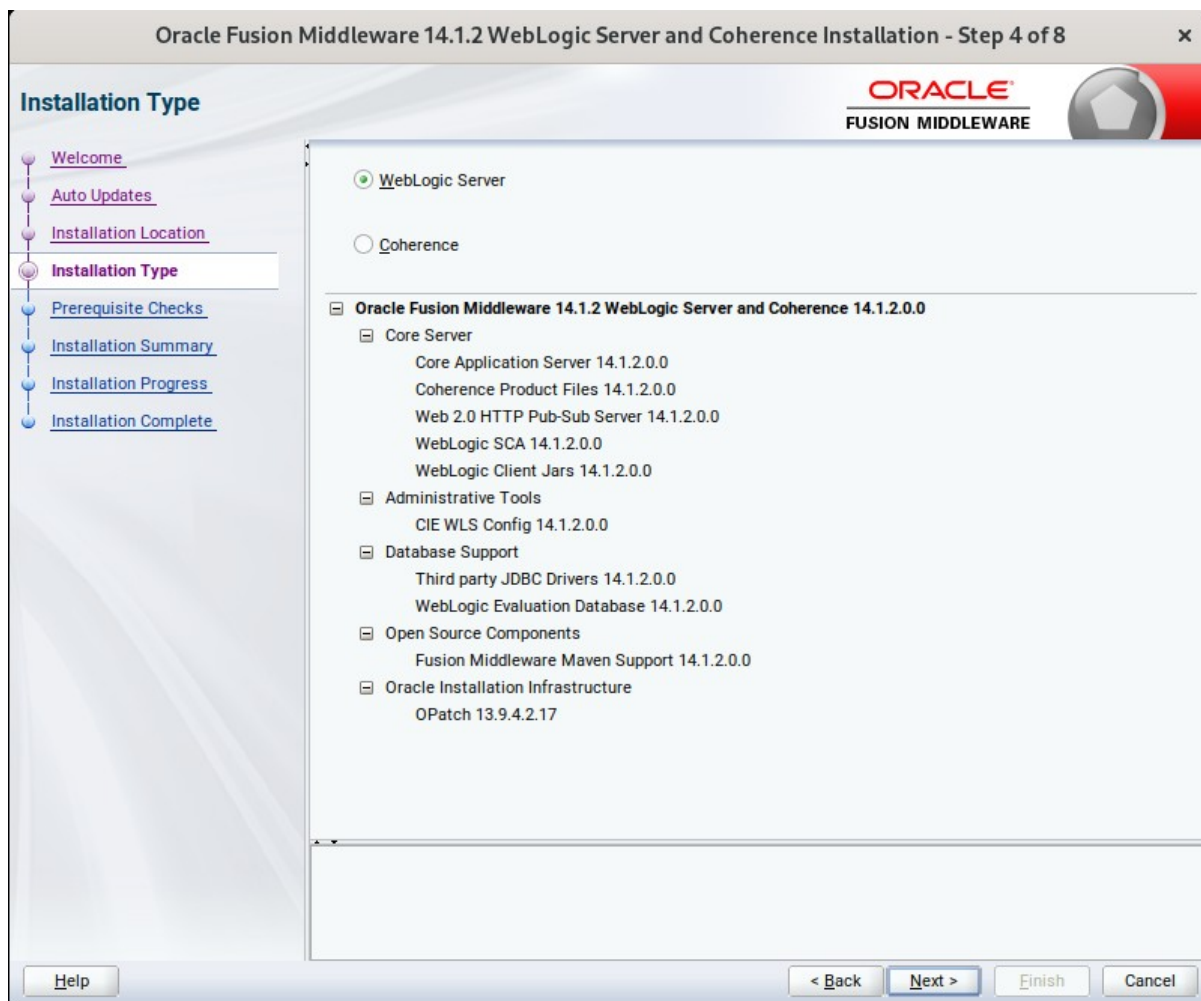 Oracle Fusion Middleware 14.1.2 WebLogic Server and Coherence Installation - Step 4 of 8
Installation Type
ORACLE
FUSION MIDDLEWARE
Welcome
Auto Updates
Installation Location
Installation Type
Prerequisite Checks
Installation Summary
Installation Progress
Installation Complete
WebLogic Server
Coherence
Oracle Fusion Middleware 14.1.2 WebLogic Server and Coherence 14.1.2.0.0
Core Server
Core Application Server 14.1.2.0.0
Coherence Product Files 14.1.2.0.0
Web 2.0 HTTP Pub-Sub Server 14.1.2.0.0
WebLogic SCA 14.1.2.0.0
WebLogic Client Jars 14.1.2.0.0
Administrative Tools
CIE WLS Config 14.1.2.0.0
Database Support
Third party JDBC Drivers 14.1.2.0.0
WebLogic Evaluation Database 14.1.2.0.0
Open Source Components
Fusion Middleware Maven Support 14.1.2.0.0
Oracle Installation Infrastructure
OPatch 13.9.4.2.17
Help
< Back
Next >
Finish
Cancel